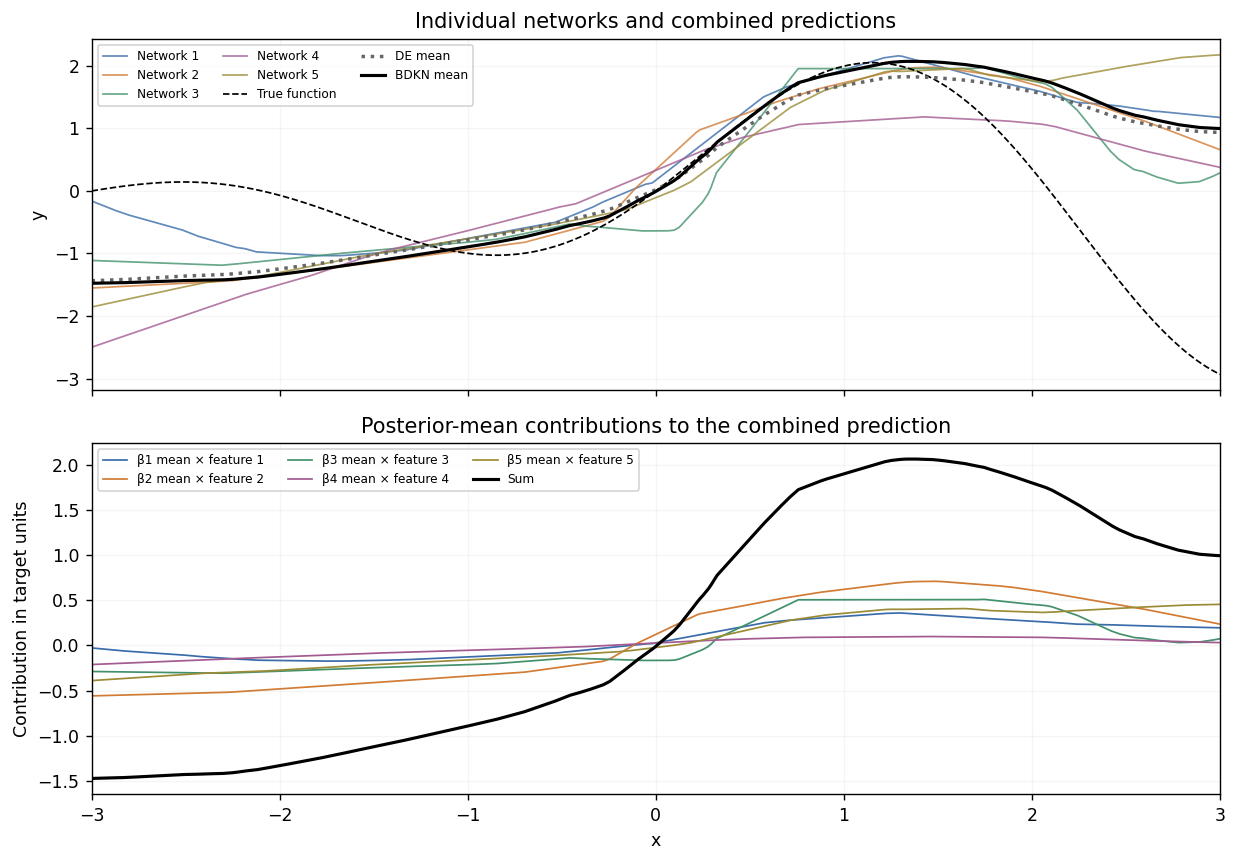 Individual networks and combined predictions
Network 1
Network 2
Network 3
Network 4
Network 5
True function
DE mean
BDKN mean
y
2
1
0
−1
−2
−3
Posterior-mean contributions to the combined prediction
β1 mean × feature 1
β2 mean × feature 2
β3 mean × feature 3
β4 mean × feature 4
β5 mean × feature 5
Sum
Contribution in target units
2.0
1.5
1.0
0.5
0.0
−0.5
−1.0
−1.5
−3
−2
−1
0
1
2
3
x